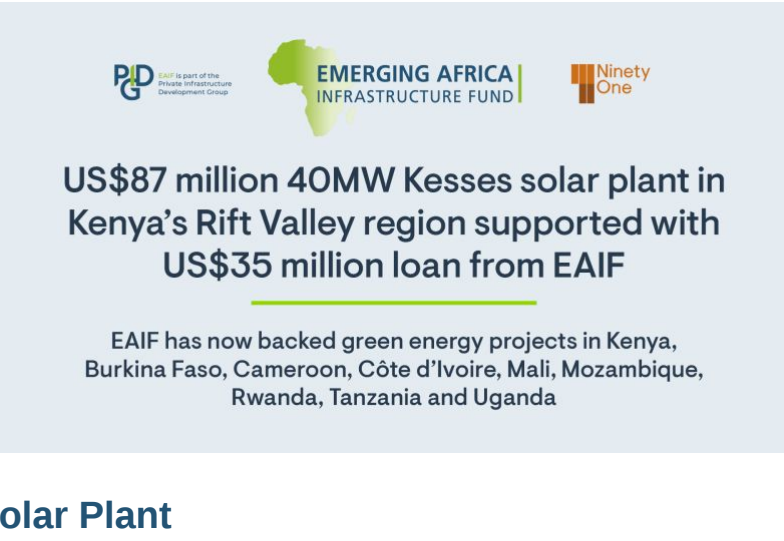 PIDG
EAIF is part of the
Private Infrastructure
Development Group
EMERGING AFRICA
INFRASTRUCTURE FUND
Ninety
One
US$87 million 40MW Kesses solar plant in
Kenya’s Rift Valley region supported with
US$35 million loan from EAIF
EAIF has now backed green energy projects in Kenya,
Burkina Faso, Cameroon, Côte d’Ivoire, Mali, Mozambique,
Rwanda, Tanzania and Uganda
olar Plant